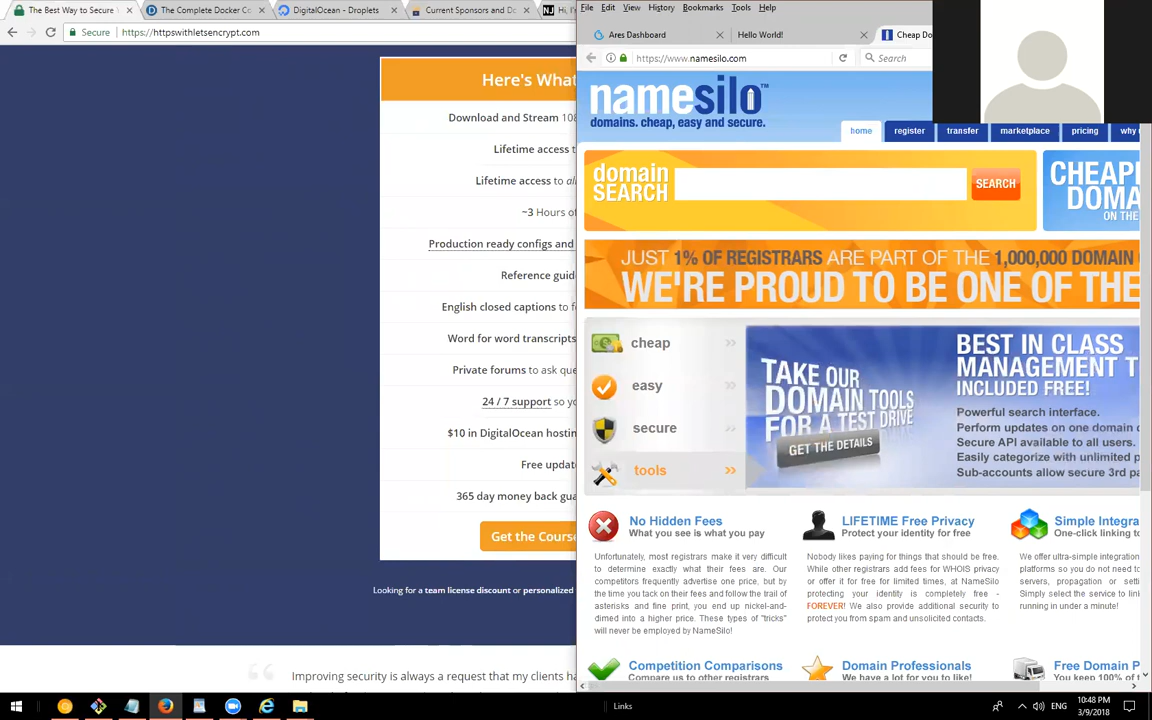 The Best Way to Secure
The Complete Docker Co
DigitalOcean - Droplets
Current Sponsors and Do
Hi, I'
Secure
https://httpswithletsencrypt.com
Here's What
Download and Stream 108
Lifetime access t
Lifetime access to al
~3 Hours of
Production ready configs and
Reference guid
English closed captions to f
Word for word transcripts
Private forums to ask que
24 / 7 support so yo
$10 in DigitalOcean hostin
Free updat
365 day money back gua
Get the Course
Looking for a team license discount or personalized
Improving security is always a request that my clients ha
File Edit View History Bookmarks Tools Help
Ares Dashboard
Hello World!
Cheap Do
https://www.namesilo.com
Search
namesilo™
domains. cheap, easy and secure.
home
register
transfer
marketplace
pricing
why
domain
SEARCH
SEARCH
CHEAP
DOMA
ON THE
JUST 1% OF REGISTRARS ARE PART OF THE 1,000,000 DOMAIN
WE'RE PROUD TO BE ONE OF THE
cheap
easy
secure
tools
TAKE OUR
DOMAIN TOOLS
FOR A TEST DRIVE
GET THE DETAILS
BEST IN CLASS
MANAGEMENT T
INCLUDED FREE!
Powerful search interface.
Perform updates on one domain o
Secure API available to all users.
Easily categorize with unlimited p
Sub-accounts allow secure 3rd pa
No Hidden Fees
What you see is what you pay
Unfortunately, most registrars make it very difficult
to determine exactly what their fees are. Our
competitors frequently advertise one price, but by
the time you tack on their fees and follow the trail of
asterisks and fine print, you end up nickel-and-
dimed into a higher price. These types of "tricks"
will never be employed by NameSilo!
LIFETIME Free Privacy
Protect your identity for free
Nobody likes paying for things that should be free.
While other registrars add fees for WHOIS privacy
or offer it for free for limited times, at NameSilo
protecting your identity is completely free -
FOREVER! We also provide additional security to
protect you from spam and unsolicited contacts.
Simple Integra
One-click linking to
We offer ultra-simple integration
platforms so you do not need to
servers, propagation or setti
Simply select the service to link
running in under a minute!
Competition Comparisons
Compare us to other registrars
Domain Professionals
We have a lot for you to like!
Free Domain P
You keep 100% of t
Links
ENG
10:48 PM
3/9/2018